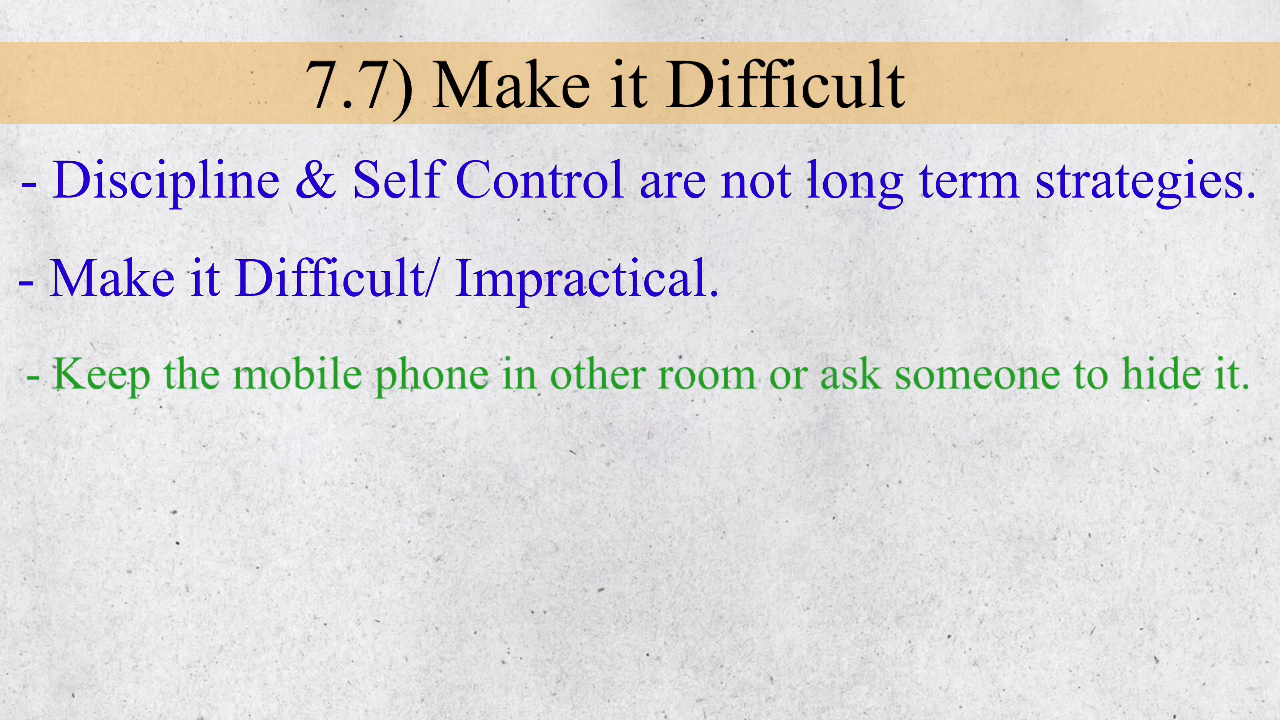 7.7) Make it Difficult
- Discipline & Self Control are not long term strategies.
- Make it Difficult/ Impractical.
- Keep the mobile phone in other room or ask someone to hide it.